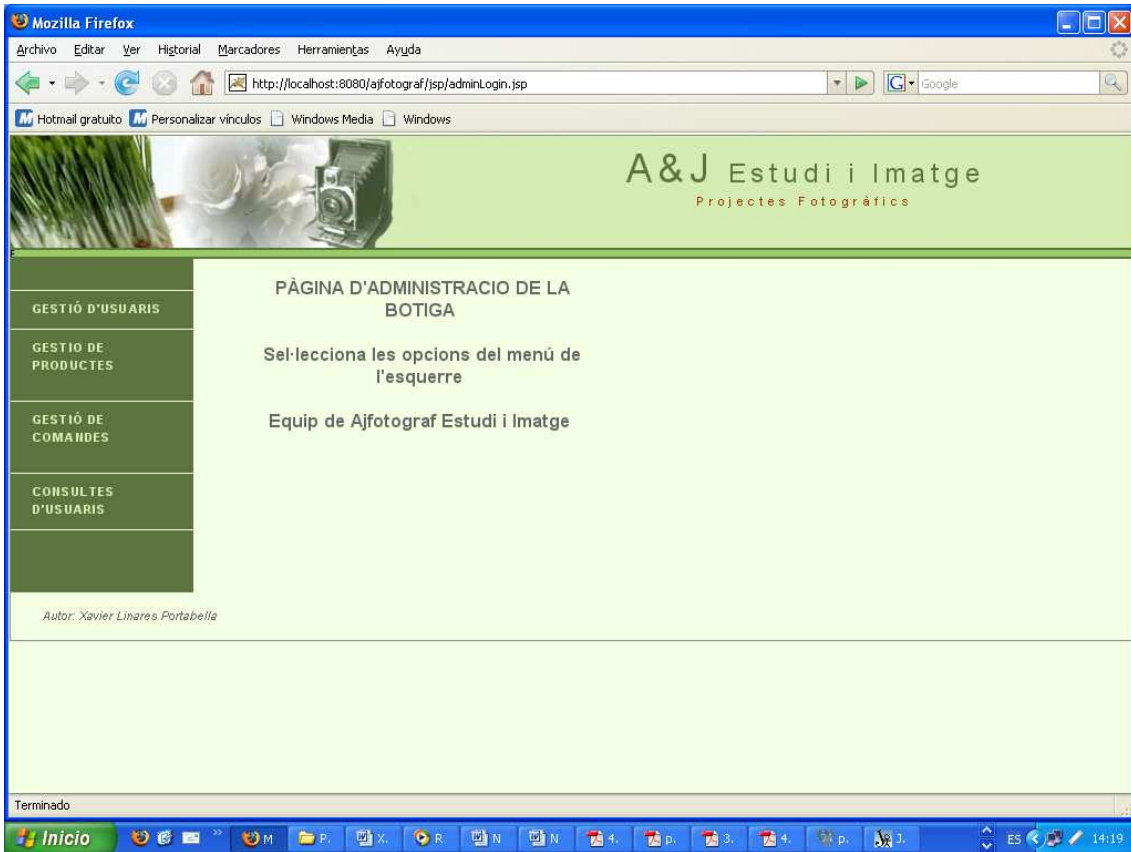 Mozilla Firefox
Archivo Editar Ver Historial Marcadores Herramientas Ayuda
http://localhost:8080/ajfotograf/jsp/adminLogin.jsp
G Google
Hotmail gratuito Personalizar vínculos Windows Media Windows
A & J Estudi i Imatge
Projectes Fotogràfics
GESTIÓ D'USUARIS
GESTIO DE
PRODUCTES
GESTIÓ DE
COMANDES
CONSULTES
D'USUARIS
PÀGINA D'ADMINISTRACIO DE LA
BOTIGA
Sel·lecciona les opcions del menú de
l'esquerre
Equip de Ajfotograf Estudi i Imatge
Autor: Xavier Linares Portabella
Terminado
Inicio M P. X. R N N 4. p. 3. 4. p. J. ES 14:19